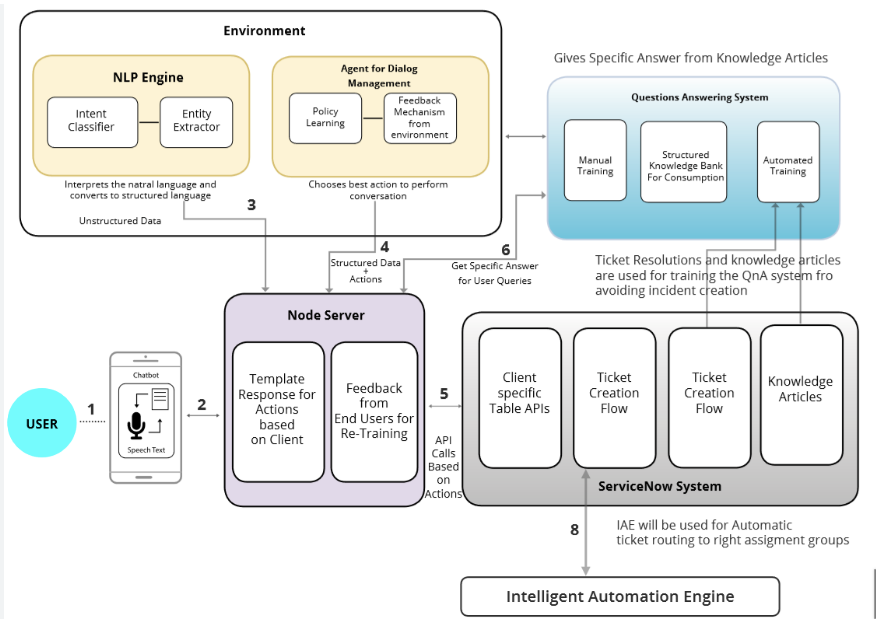 Environment
NLP Engine
Intent
Classifier
Entity
Extractor
Interprets the natral language and
converts to structured language
Unstructured Data
3
Agent for Dialog
Management
Policy
Learning
Feedback
Mechanism
from
environment
Chooses best action to perform
conversation
4
Structured Data
+
Actions
Gives Specific Answer from Knowledge Articles
Questions Answering System
Manual
Training
Structured
Knowledge Bank
For Consumption
Automated
Training
6
Get Specific Answer
for User Queries
Ticket Resolutions and knowledge articles
are used for training the QnA system fro
avoiding incident creation
USER
1
Chatbot
Speech Text
2
Node Server
Template
Response for
Actions
based
on Client
Feedback
from
End Users for
Re-Training
5
API
Calls
Based
on
Actions
Client
specific
Table APIs
Ticket
Creation
Flow
Ticket
Creation
Flow
Knowledge
Articles
ServiceNow System
8
IAE will be used for Automatic
ticket routing to right assigment groups
Intelligent Automation Engine